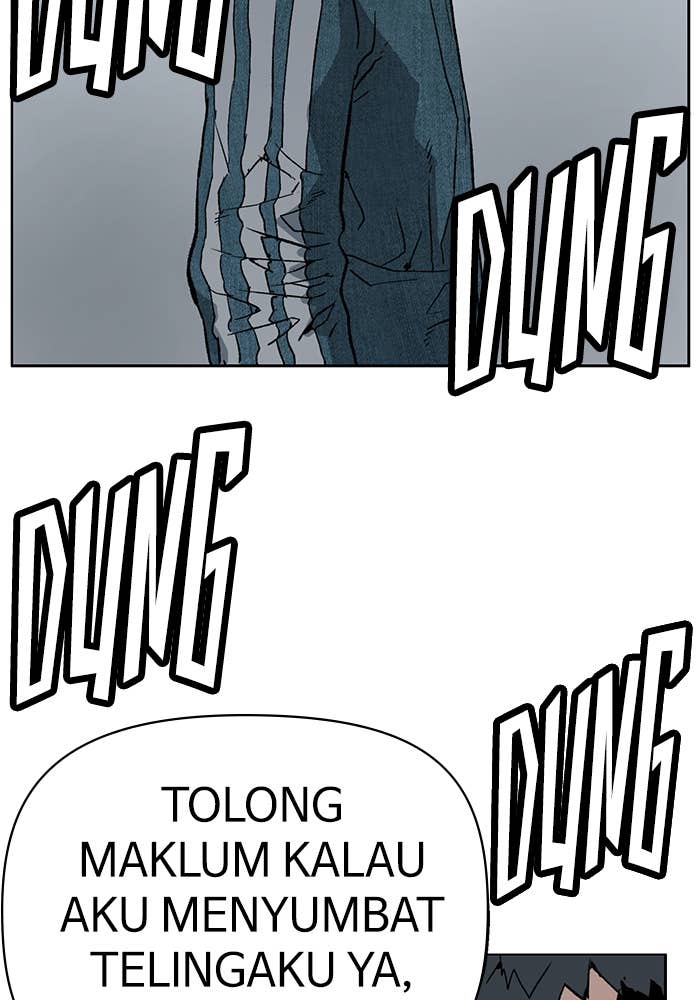 DUNG
DUNG
DUNG
DUNG
TOLONG
MAKLUM KALAU
AKU MENYUMBAT
TELINGAKU YA,